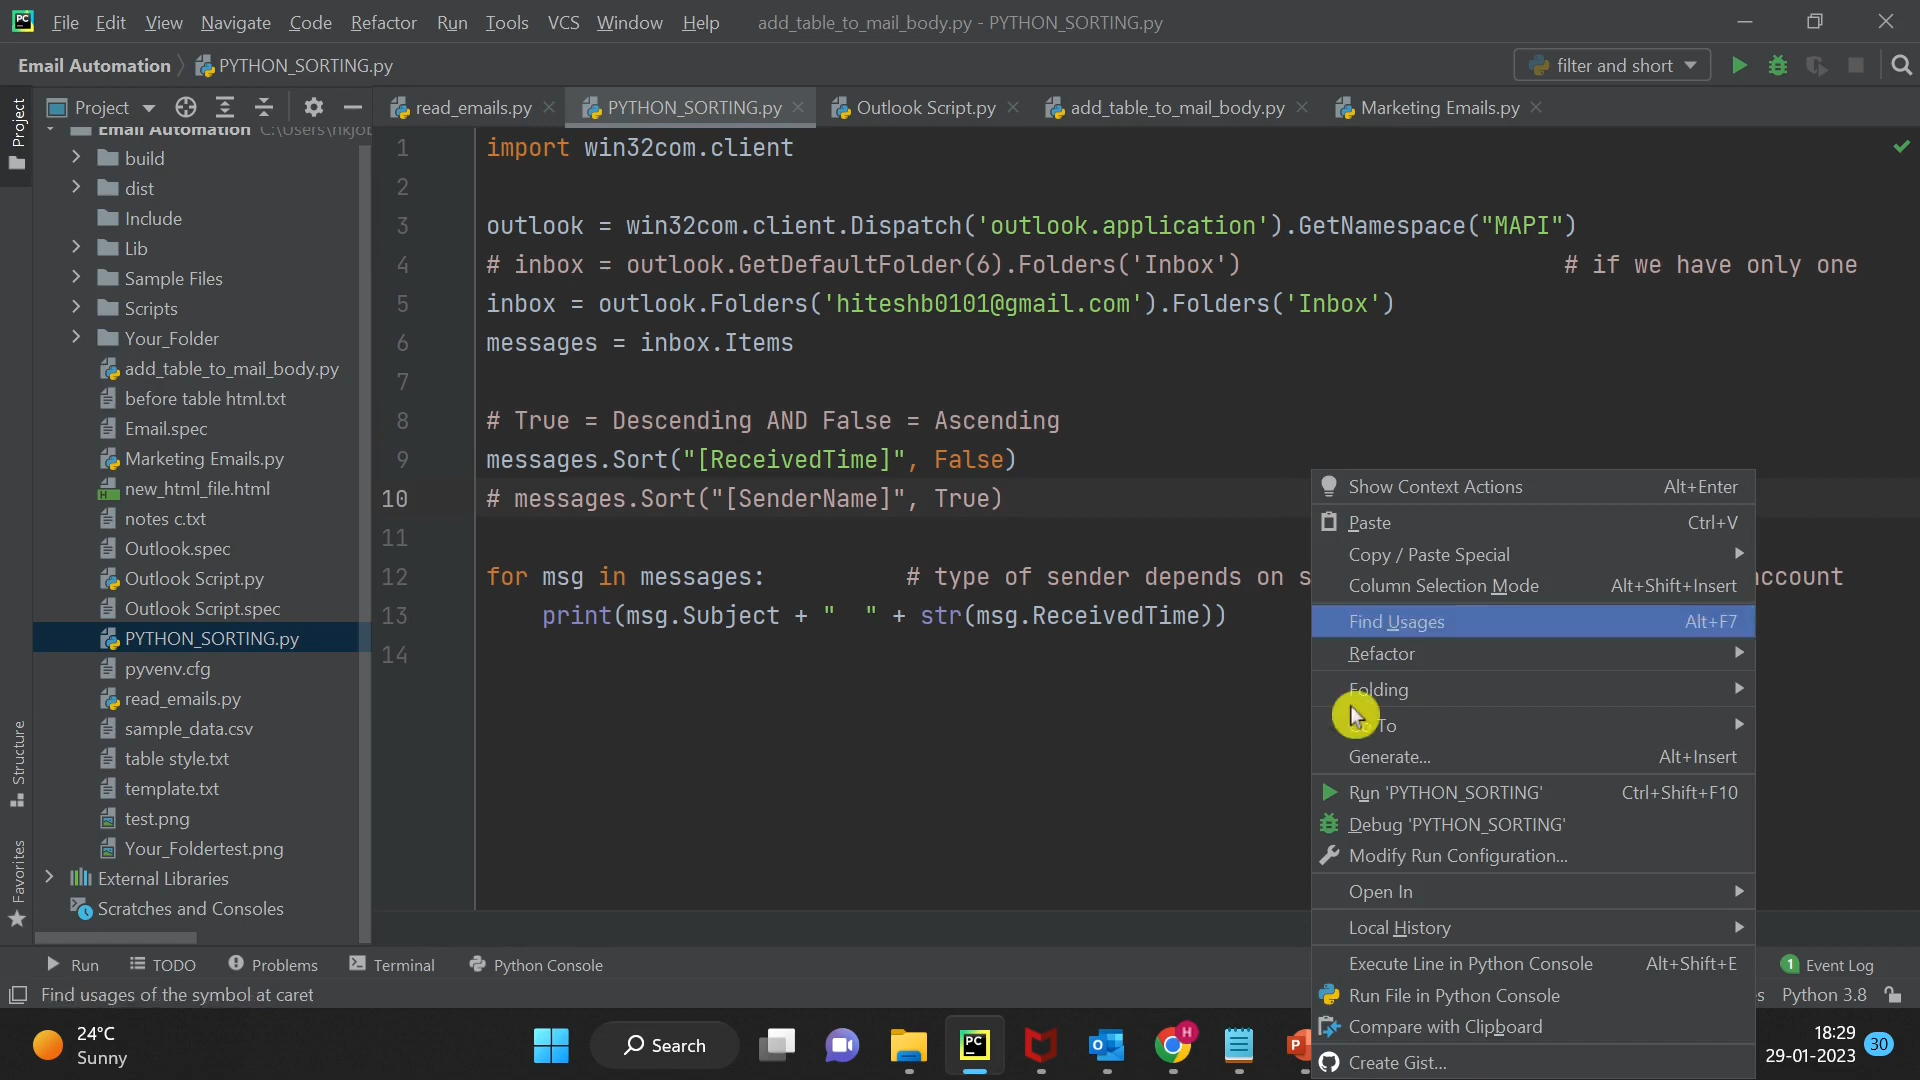 File Edit View Navigate Code Refactor Run Tools VCS Window Help add_table_to_mail_body.py - PYTHON_SORTING.py
Email Automation PYTHON_SORTING.py filter and short
Project
Project
read_emails.py PYTHON_SORTING.py Outlook Script.py add_table_to_mail_body.py Marketing Emails.py
Email Automation
build
dist
Include
Lib
Sample Files
Scripts
Your_Folder
add_table_to_mail_body.py
before table html.txt
Email.spec
Marketing Emails.py
new_html_file.html
notes c.txt
Outlook.spec
Outlook Script.py
Outlook Script.spec
PYTHON_SORTING.py
pyvenv.cfg
read_emails.py
sample_data.csv
table style.txt
template.txt
test.png
Your_Foldertest.png
External Libraries
Scratches and Consoles
Structure
Favorites
1 import win32com.client
2
3 outlook = win32com.client.Dispatch('outlook.application').GetNamespace("MAPI")
4 # inbox = outlook.GetDefaultFolder(6).Folders('Inbox') # if we have only one
5 inbox = outlook.Folders('hiteshb0101@gmail.com').Folders('Inbox')
6 messages = inbox.Items
7
8 # True = Descending AND False = Ascending
9 messages.Sort("[ReceivedTime]", False)
10 # messages.Sort("[SenderName]", True)
11
12 for msg in messages: # type of sender depends on
13 print(msg.Subject + "  " + str(msg.ReceivedTime))
14
Show Context Actions Alt+Enter
Paste Ctrl+V
Copy / Paste Special
Column Selection Mode Alt+Shift+Insert
Find Usages Alt+F7
Refactor
Folding
To
Generate... Alt+Insert
Run 'PYTHON_SORTING' Ctrl+Shift+F10
Debug 'PYTHON_SORTING'
Modify Run Configuration...
Open In
Local History
Execute Line in Python Console Alt+Shift+E
Run File in Python Console
Compare with Clipboard
Create Gist...
Run TODO Problems Terminal Python Console 1 Event Log
Find usages of the symbol at caret Python 3.8
24°C
Sunny
Search
18:29
29-01-2023
30